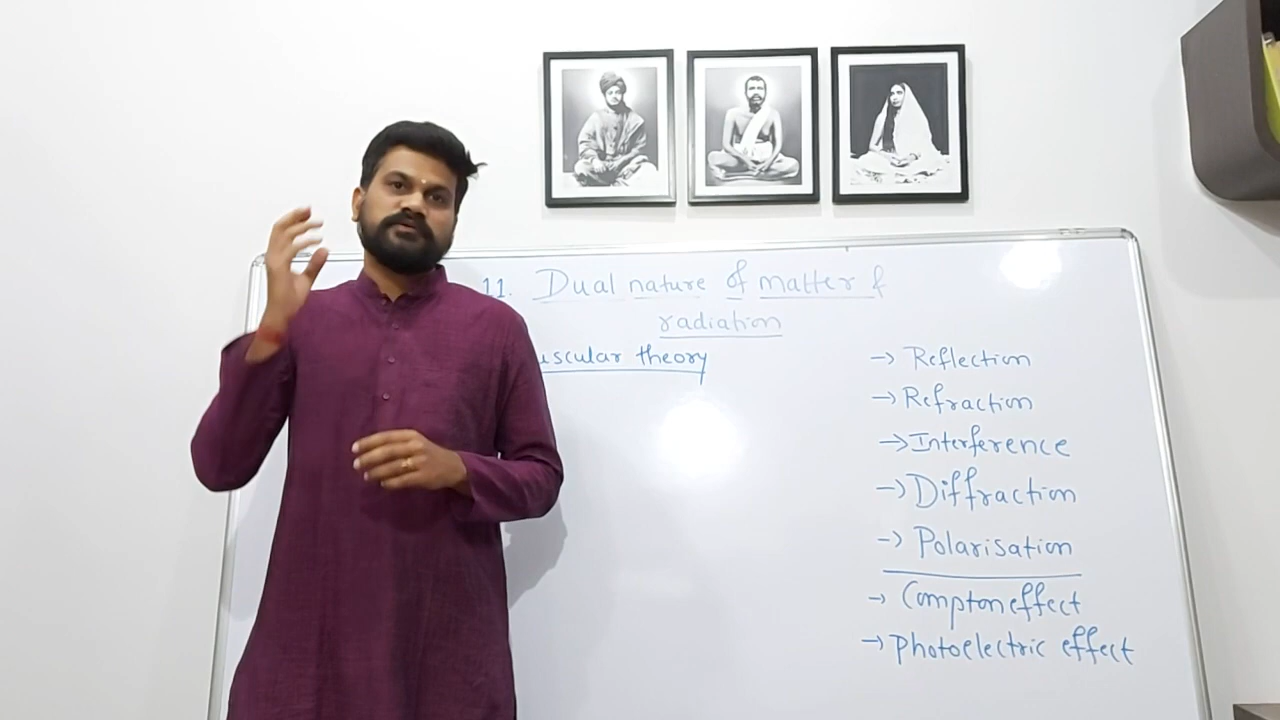 11. Dual nature of matter &
radiation
uscular theory
→ Reflection
→ Refraction
→ Interference
→ Diffraction
→ Polarisation
→ Compton effect
→ Photoelectric effect